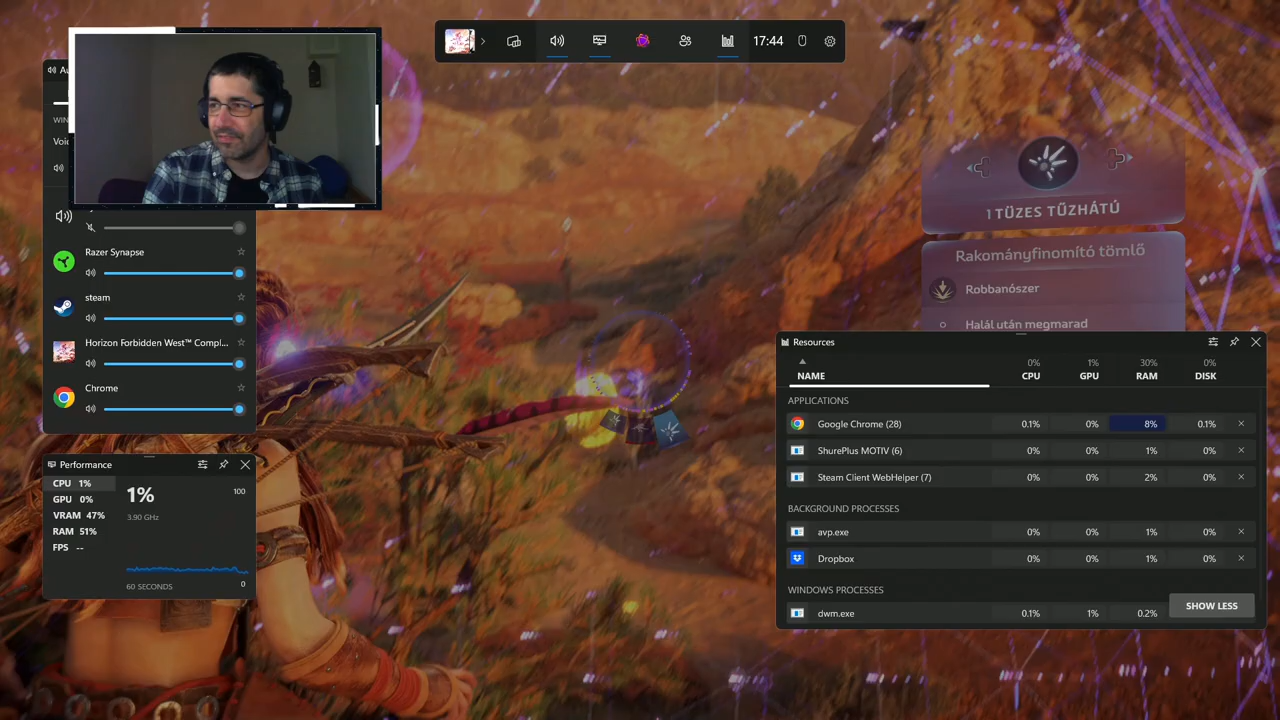 17:44
Au
WIN
Voi
Razer Synapse
steam
Horizon Forbidden West™ Compl...
Chrome
1 TÜZES TŰZHÁTÚ
Rakományfinomító tömlő
Robbanószer
Halál után megmarad
Performance
CPU 1%
GPU 0%
VRAM 47%
RAM 51%
FPS --
1%
100
3.90 GHz
60 SECONDS
0
Resources
0% 1% 30% 0%
NAME CPU GPU RAM DISK
APPLICATIONS
Google Chrome (28) 0.1% 0% 8% 0.1%
ShurePlus MOTIV (6) 0% 0% 1% 0%
Steam Client WebHelper (7) 0% 0% 2% 0%
BACKGROUND PROCESSES
avp.exe 0% 0% 1% 0%
Dropbox 0% 0% 1% 0%
WINDOWS PROCESSES
SHOW LESS
dwm.exe 0.1% 1% 0.2% 0%